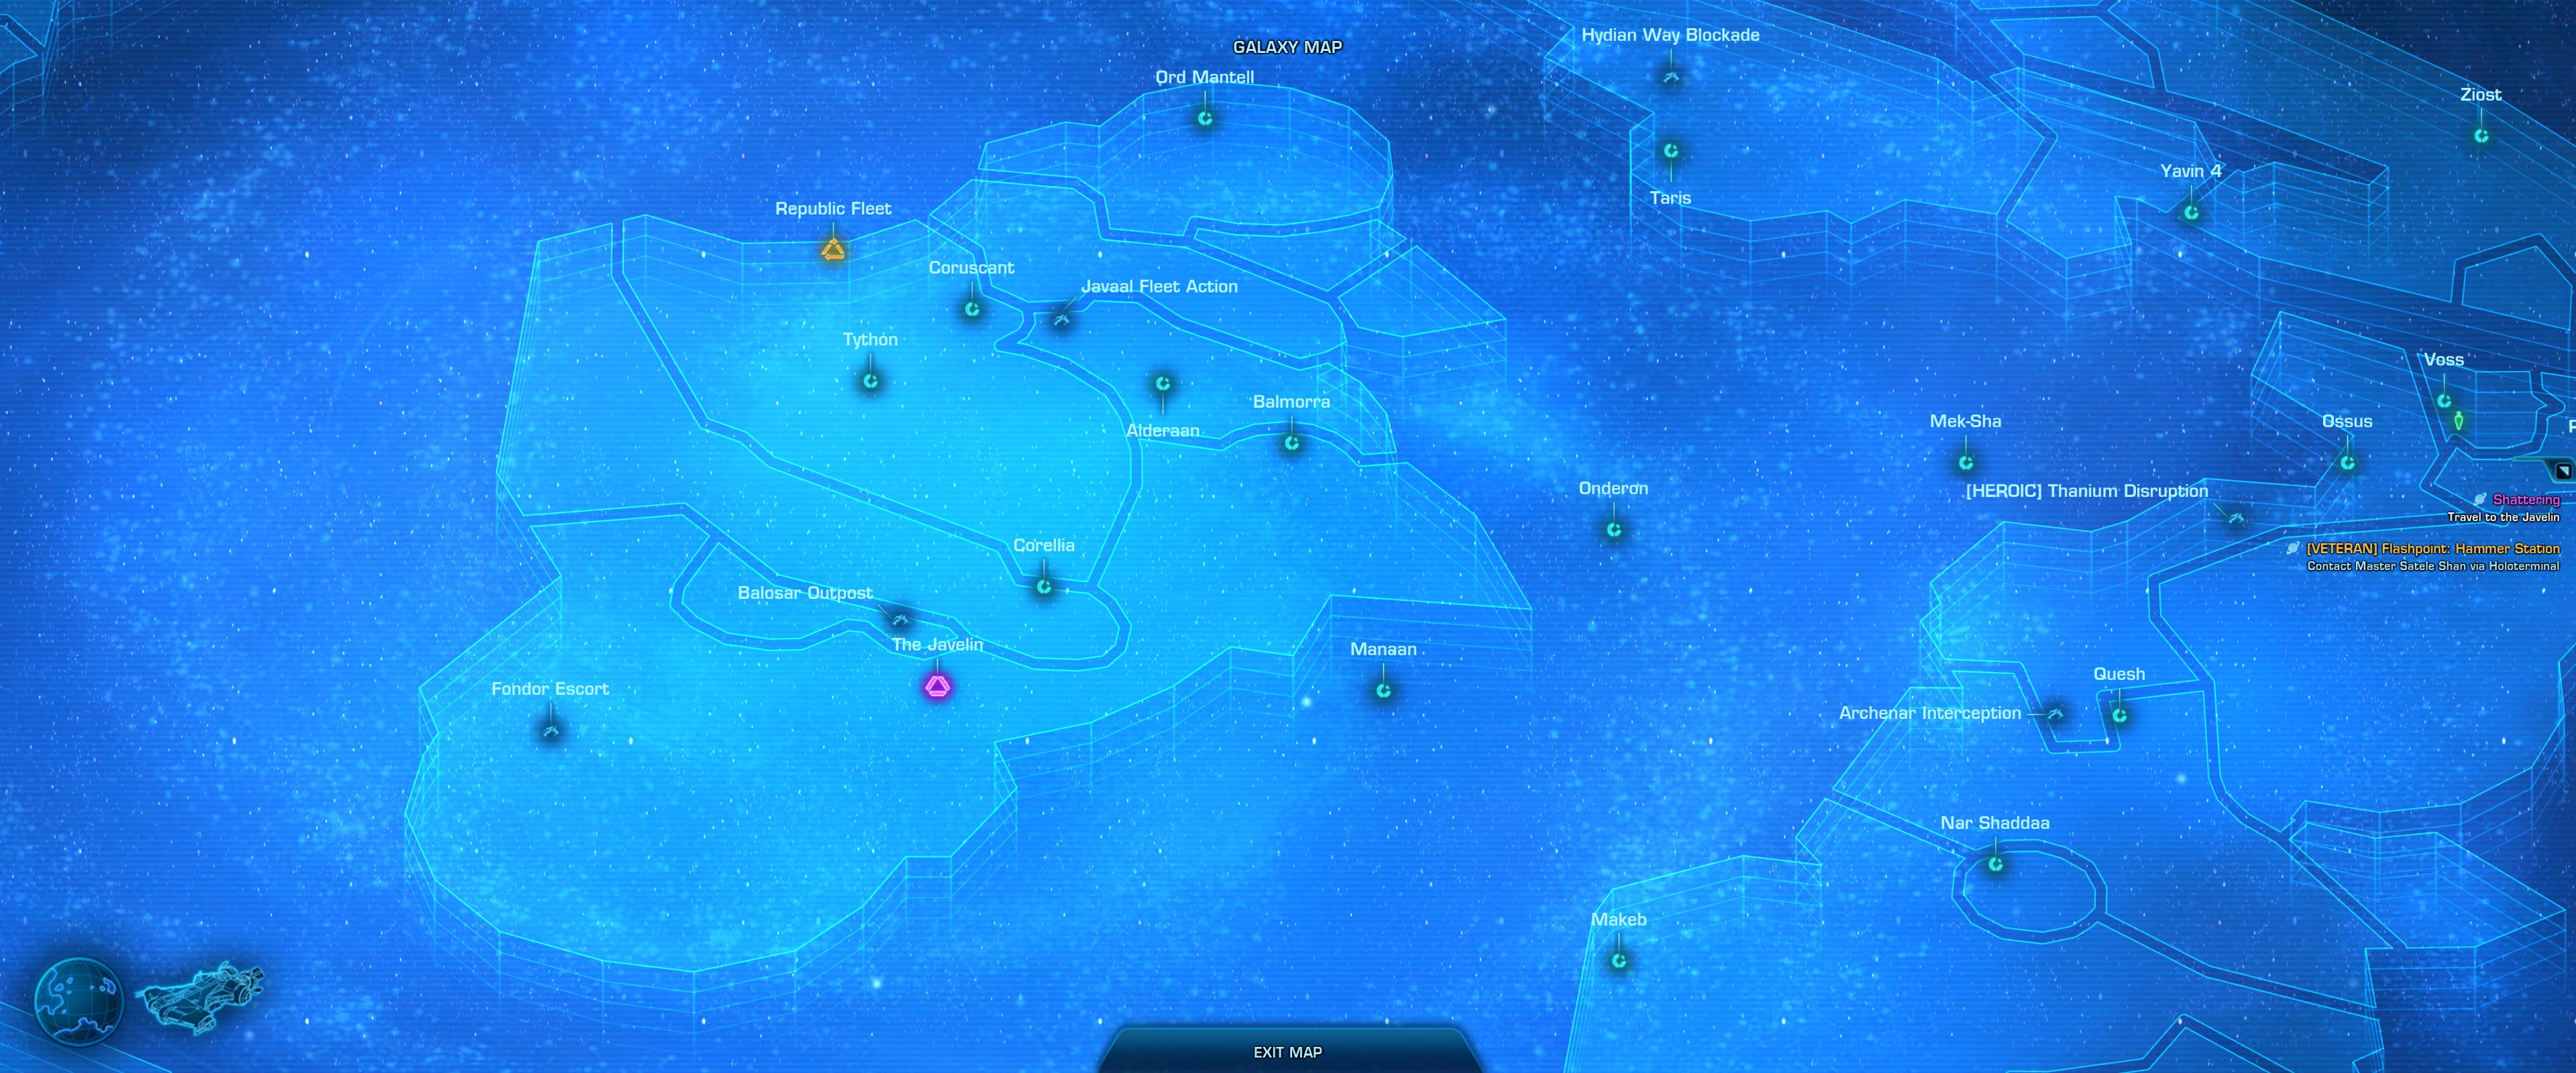 GALAXY MAP
Hydian Way Blockade
Ord Mantell
Ziost
Taris
Yavin 4
Republic Fleet
Coruscant
Javaal Fleet Action
Tython
Voss
Balmorra
Alderaan
Mek-Sha
Ossus
Onderon
[HEROIC] Thanium Disruption
Shattering
Travel to the Javelin
[VETERAN] Flashpoint: Hammer Station
Contact Master Satele Shan via Holoterminal
Corellia
Balosar Outpost
The Javelin
Manaan
Fondor Escort
Quesh
Archenar Interception
Nar Shaddaa
Makeb
EXIT MAP